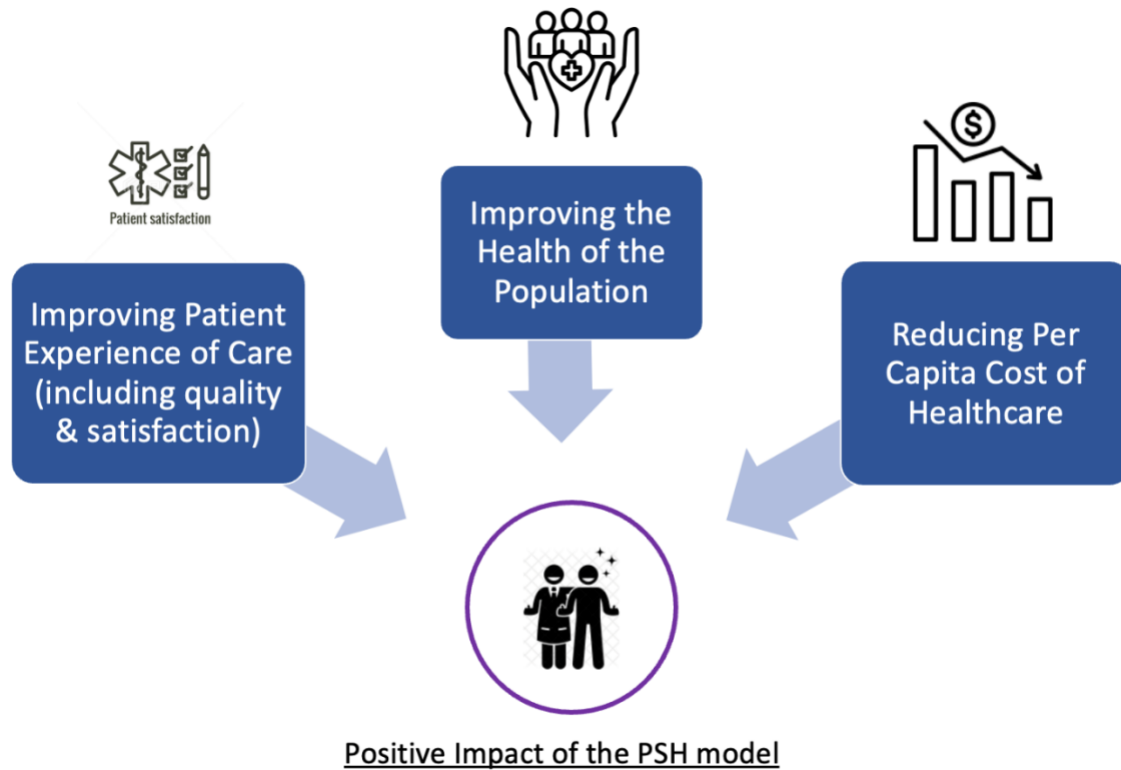 Patient satisfaction
Improving Patient
Experience of Care
(including quality
& satisfaction)
Improving the
Health of the
Population
$
Reducing Per
Capita Cost of
Healthcare
Positive Impact of the PSH model